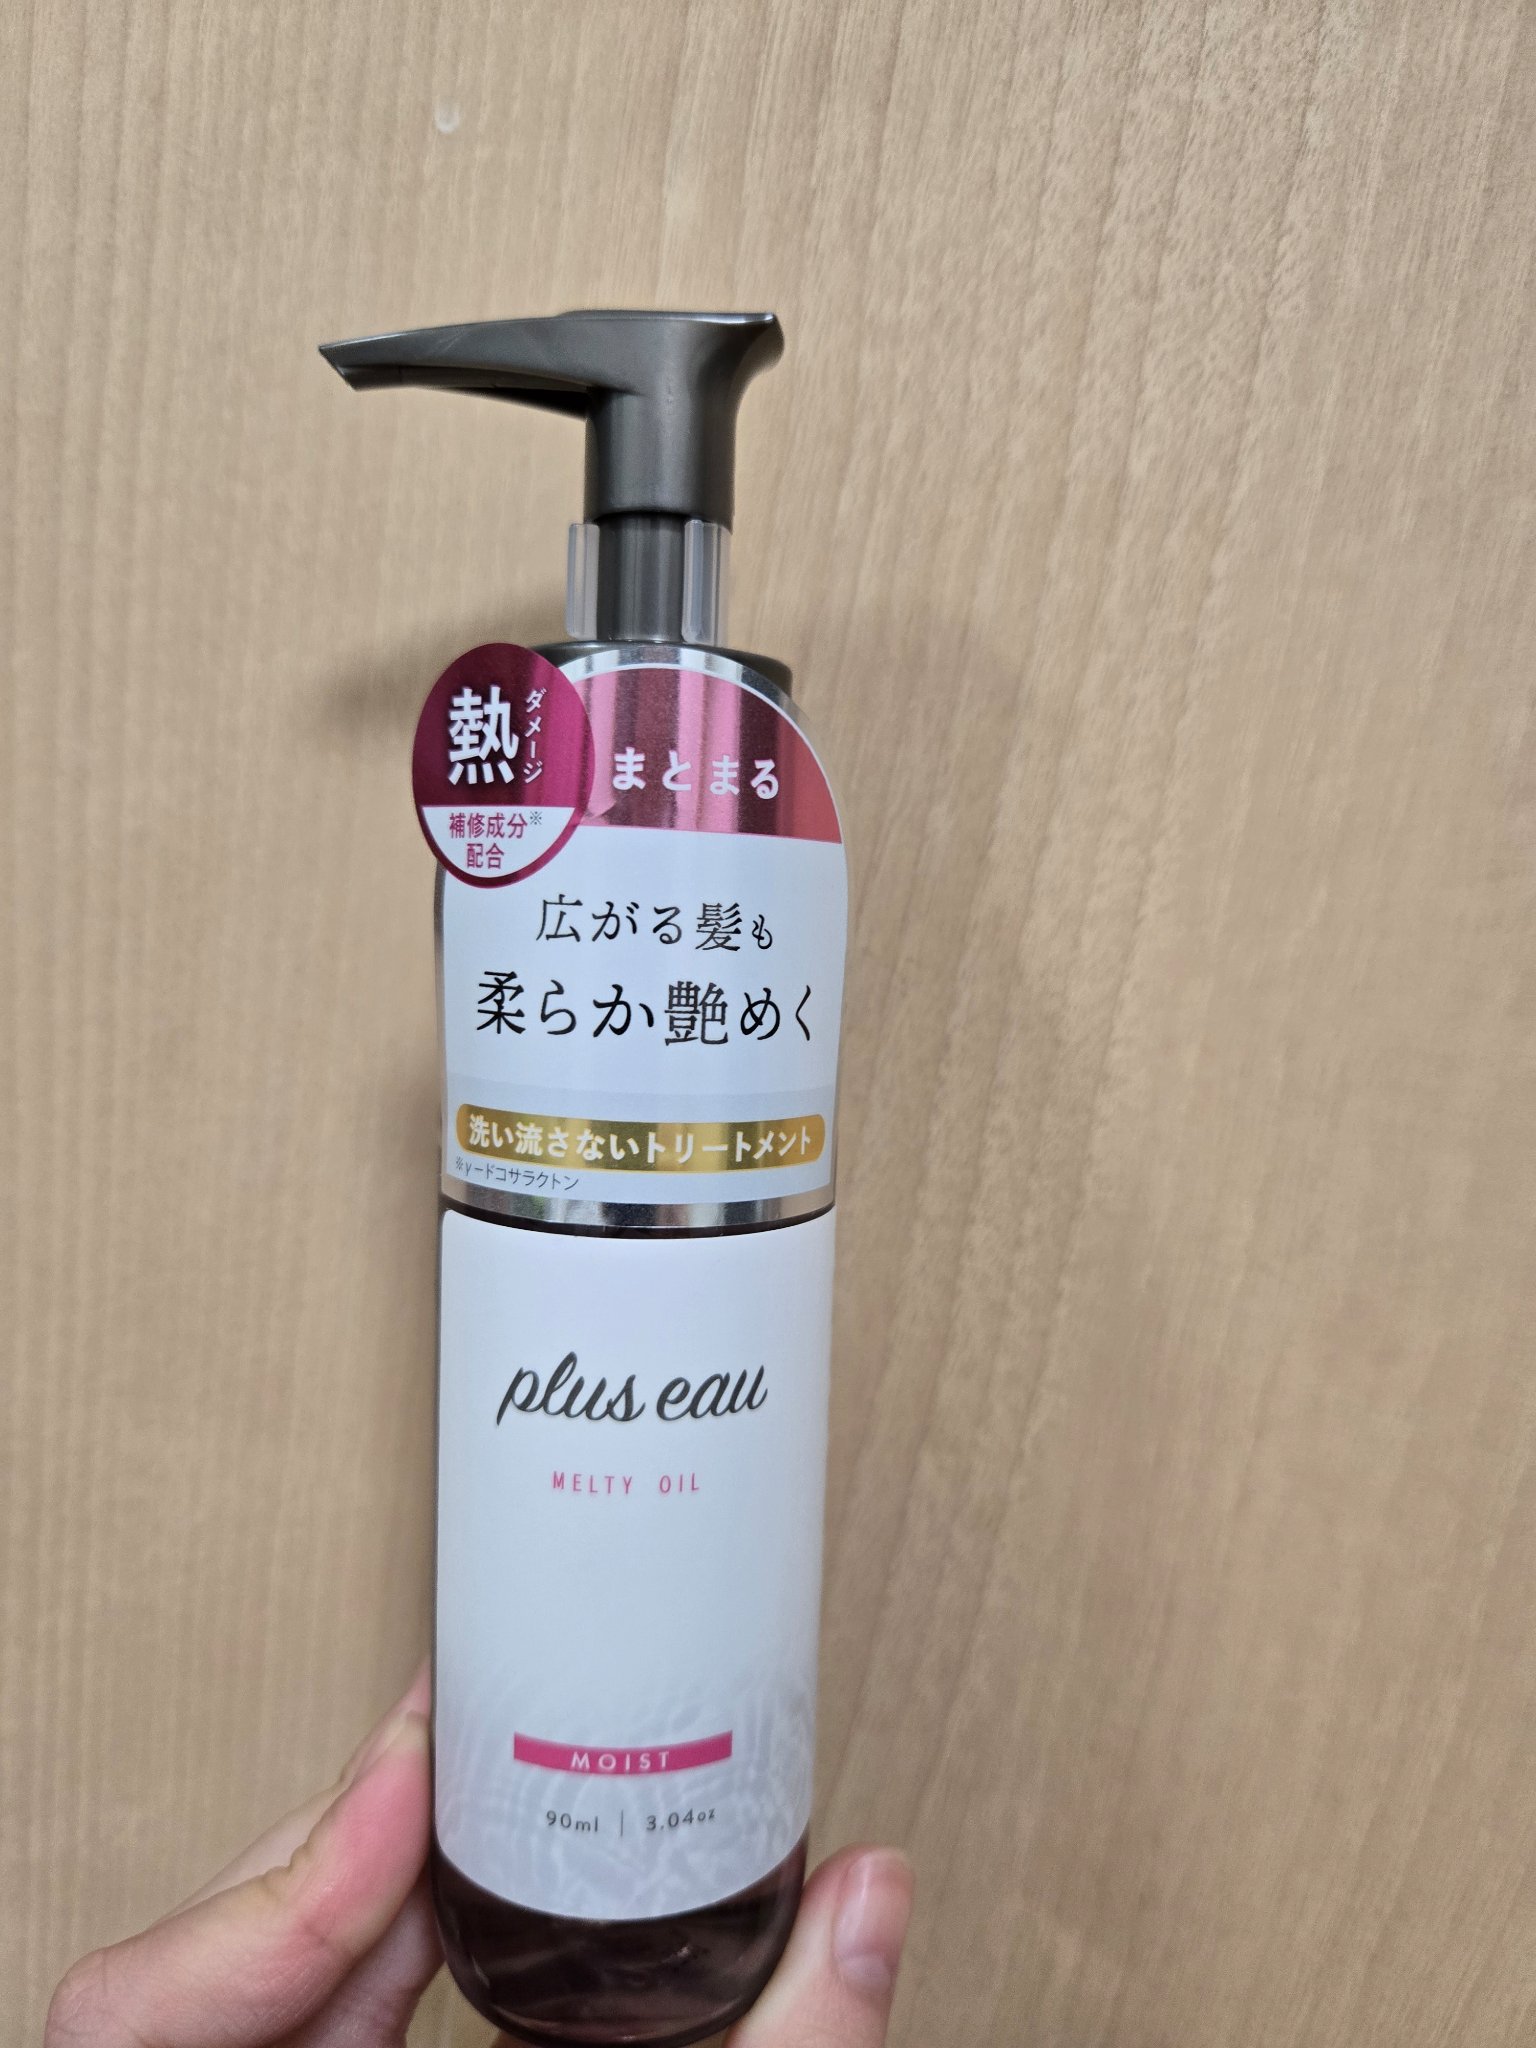 熱
ダメージ
補修成分※
配合
まとまる
広がる髪も
柔らか艶めく
洗い流さないトリートメント
※γードコサラクトン
plus eau
MELTY OIL
MOIST
90ml | 3.04oz